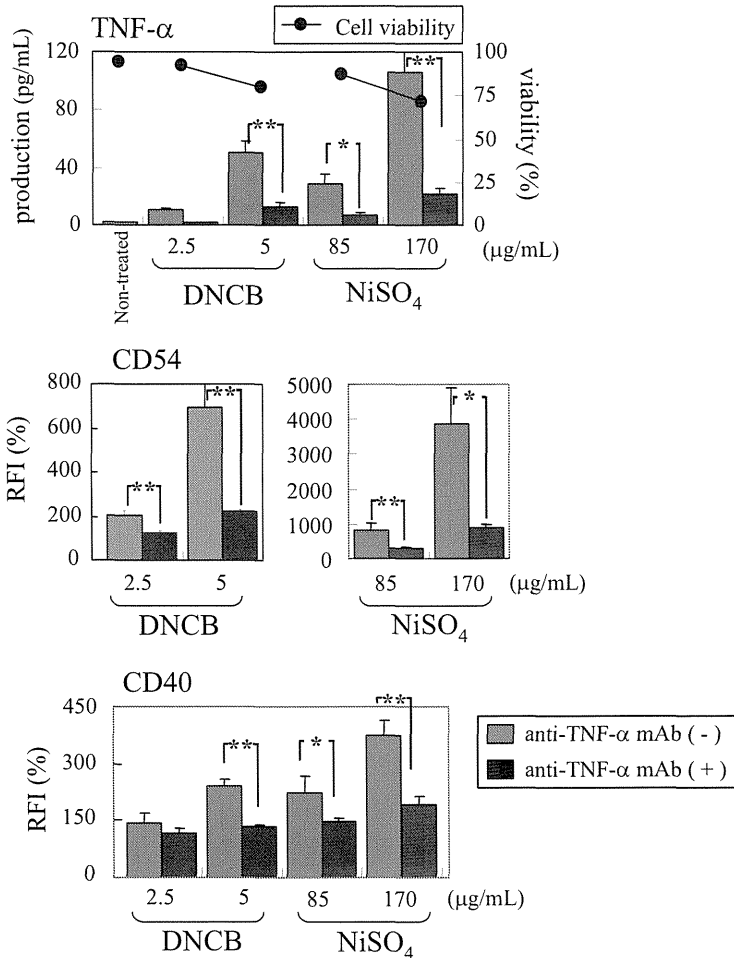 TNF-α
Cell viability
production (pg/mL)
120
80
40
0
100
75
50
25
0
viability (%)
**
*
**
Non-treated
2.5 5 85 170 (μg/mL)
DNCB NiSO4
CD54
RFI (%)
800
600
400
200
0
**
**
2.5 5
DNCB
5000
4000
3000
2000
1000
0
**
*
85 170 (μg/mL)
NiSO4
CD40
RFI (%)
450
300
150
0
**
*
**
2.5 5 85 170 (μg/mL)
DNCB NiSO4
anti-TNF-α mAb ( - )
anti-TNF-α mAb ( + )